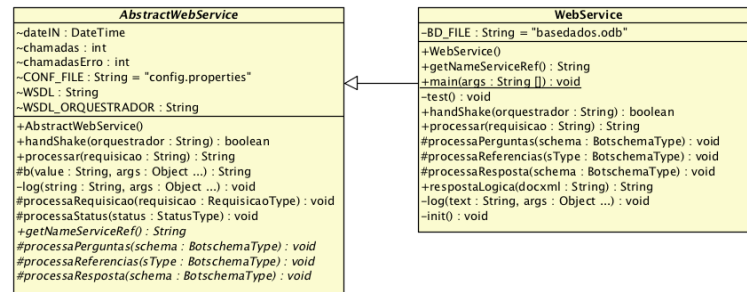 AbstractWebService
~dateIN : DateTime
~chamadas : int
~chamadasErro : int
~CONF_FILE : String = "config.properties"
~WSDL : String
~WSDL_ORQUESTRADOR : String
+AbstractWebService()
+handShake(orquestrador : String) : boolean
+processar(requisicao : String) : String
#b(value : String, args : Object ...) : String
-log(string : String, args : Object ...) : void
#processaRequisicao(requisicao : RequisicaoType) : void
#processaStatus(status : StatusType) : void
+getNameServiceRef() : String
#processaPerguntas(schema : BotschemaType) : void
#processaReferencias(sType : BotschemaType) : void
#processaResposta(schema : BotschemaType) : void
WebService
-BD_FILE : String = "basedados.odb"
+WebService()
+getNameServiceRef() : String
+main(args : String []) : void
-test() : void
+handShake(orquestrador : String) : boolean
+processar(requisicao : String) : String
#processaPerguntas(schema : BotschemaType) : void
#processaReferencias(sType : BotschemaType) : void
#processaResposta(schema : BotschemaType) : void
+respostaLogica(docxml : String) : String
-log(text : String, args : Object ...) : void
-init() : void